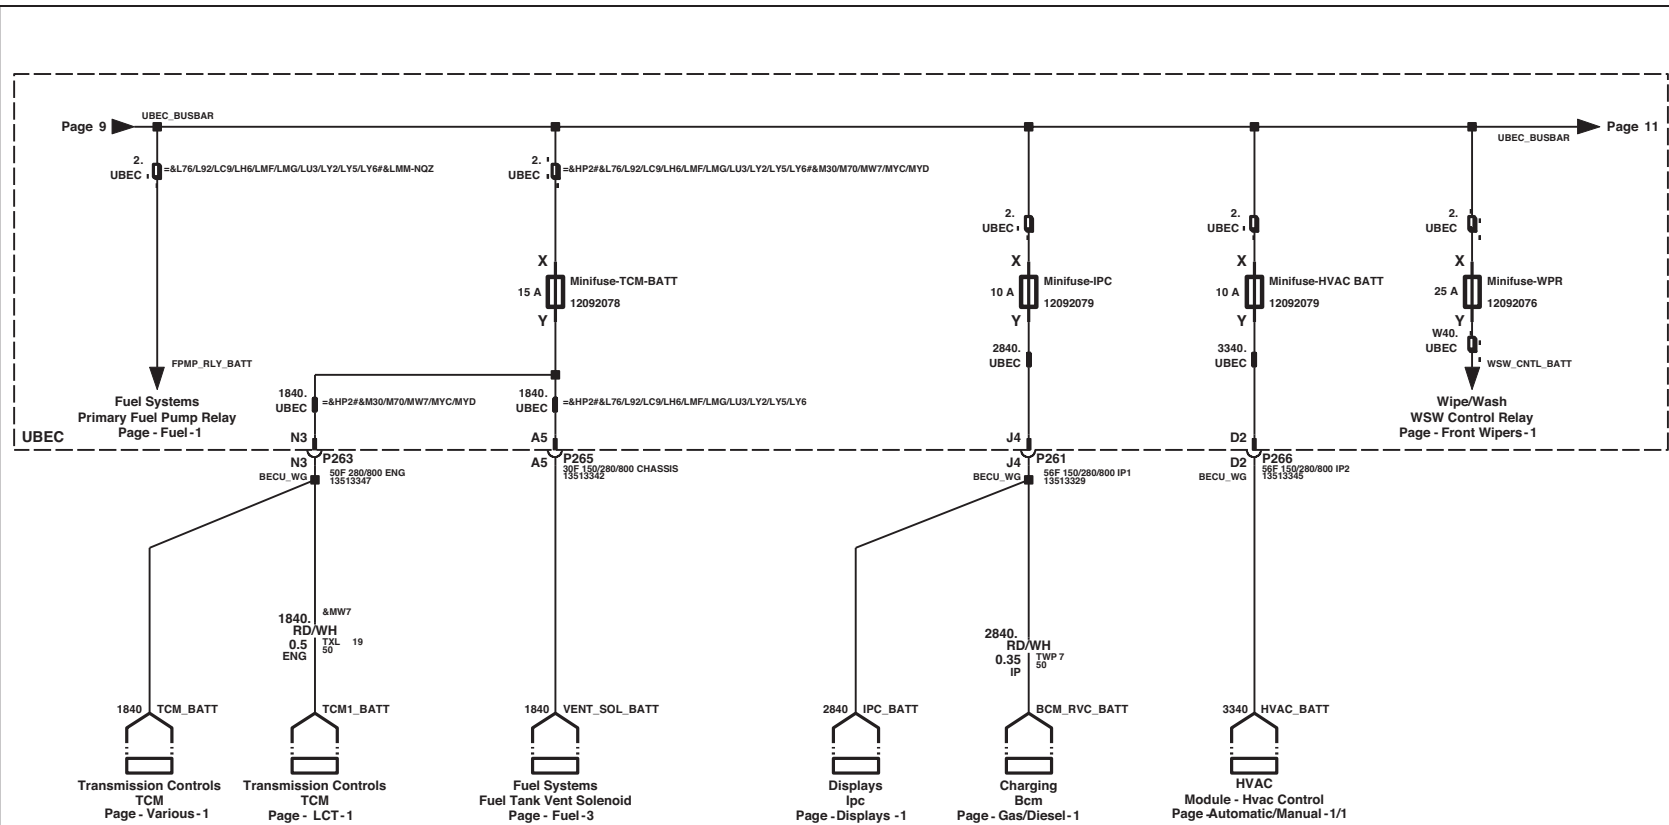 UBEC_BUSBAR
Page 9
UBEC_BUSBAR
Page 11
2.
UBEC
=&L76/L92/LC9/LH6/LMF/LMG/LU3/LY2/LY5/LY6#&LMM-NQZ
2.
UBEC
=&HP2#&L76/L92/LC9/LH6/LMF/LMG/LU3/LY2/LY5/LY6#&M30/M70/MW7/MYC/MYD
2.
UBEC
2.
UBEC
2.
UBEC
X
15 A
Minifuse-TCM-BATT
12092078
Y
X
10 A
Minifuse-IPC
12092079
Y
X
10 A
Minifuse-HVAC BATT
12092079
Y
X
25 A
Minifuse-WPR
12092076
Y
2840.
UBEC
3340.
UBEC
W40.
UBEC
FPMP_RLY_BATT
WSW_CNTL_BATT
Fuel Systems
Primary Fuel Pump Relay
Page - Fuel-1
1840.
UBEC
=&HP2#&M30/M70/MW7/MYC/MYD
1840.
UBEC
=&HP2#&L76/L92/LC9/LH6/LMF/LMG/LU3/LY2/LY5/LY6
Wipe/Wash
WSW Control Relay
Page - Front Wipers-1
UBEC
N3
A5
J4
D2
N3
P263
50F 280/800 ENG
13513347
BECU_WG
A5
P265
30F 150/280/800 CHASSIS
13513342
J4
P261
56F 150/280/800 IP1
13513329
BECU_WG
D2
P266
56F 150/280/800 IP2
13513345
BECU_WG
&MW7
1840.
RD/WH
0.5
TXL 19
50
ENG
2840.
RD/WH
0.35
TWP 7
50
IP
1840 TCM_BATT
TCM1_BATT
1840 VENT_SOL_BATT
2840 IPC_BATT
BCM_RVC_BATT
3340 HVAC_BATT
Transmission Controls
TCM
Page - Various-1
Transmission Controls
TCM
Page - LCT-1
Fuel Systems
Fuel Tank Vent Solenoid
Page - Fuel-3
Displays
Ipc
Page - Displays -1
Charging
Bcm
Page - Gas/Diesel-1
HVAC
Module - Hvac Control
Page -Automatic/Manual-1/1